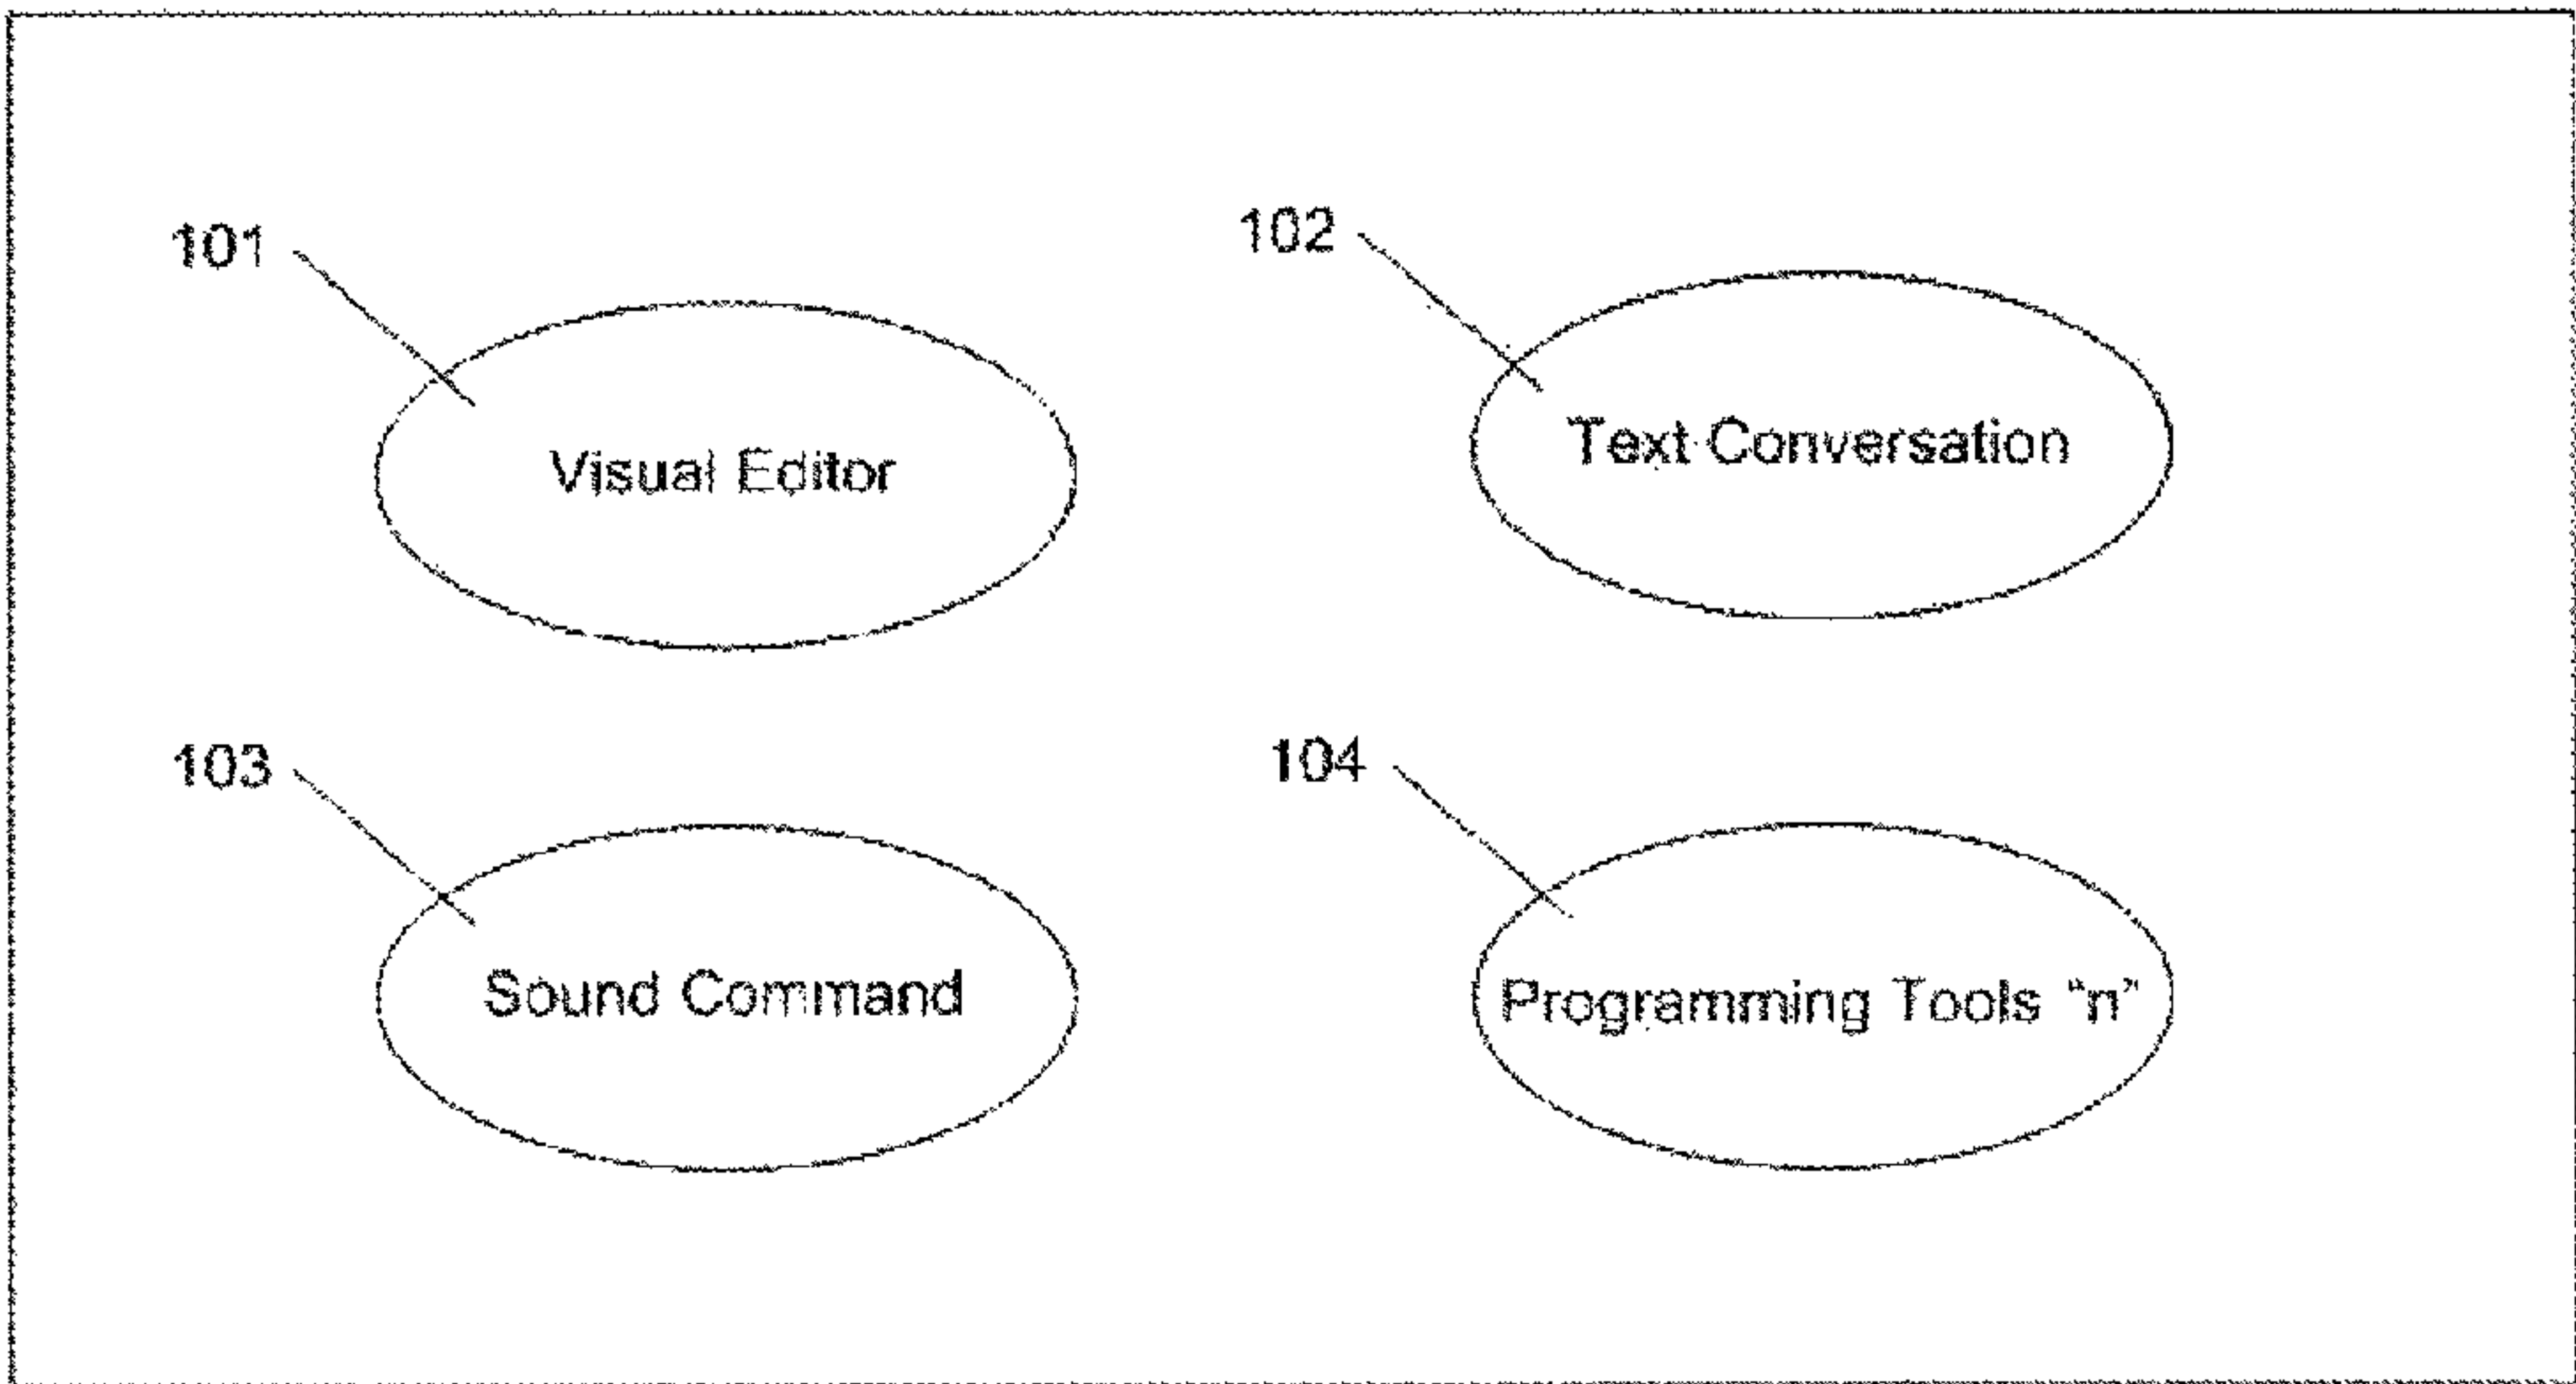 101
102
Visual Editor
Text Conversation
103
104
Sound Command
Programming Tools “n”